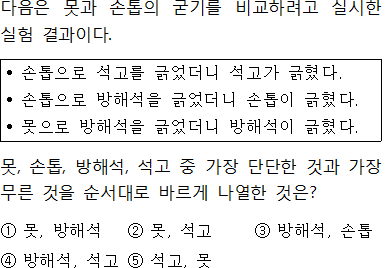 다음은 못과 손톱의 굳기를 비교하려고 실시한
실험 결과이다.
• 손톱으로 석고를 긁었더니 석고가 긁혔다.
• 손톱으로 방해석을 긁었더니 손톱이 긁혔다.
• 못으로 방해석을 긁었더니 방해석이 긁혔다.
못, 손톱, 방해석, 석고 중 가장 단단한 것과 가장
무른 것을 순서대로 바르게 나열한 것은?
① 못, 방해석 ② 못, 석고 ③ 방해석, 손톱
④ 방해석, 석고 ⑤ 석고, 못